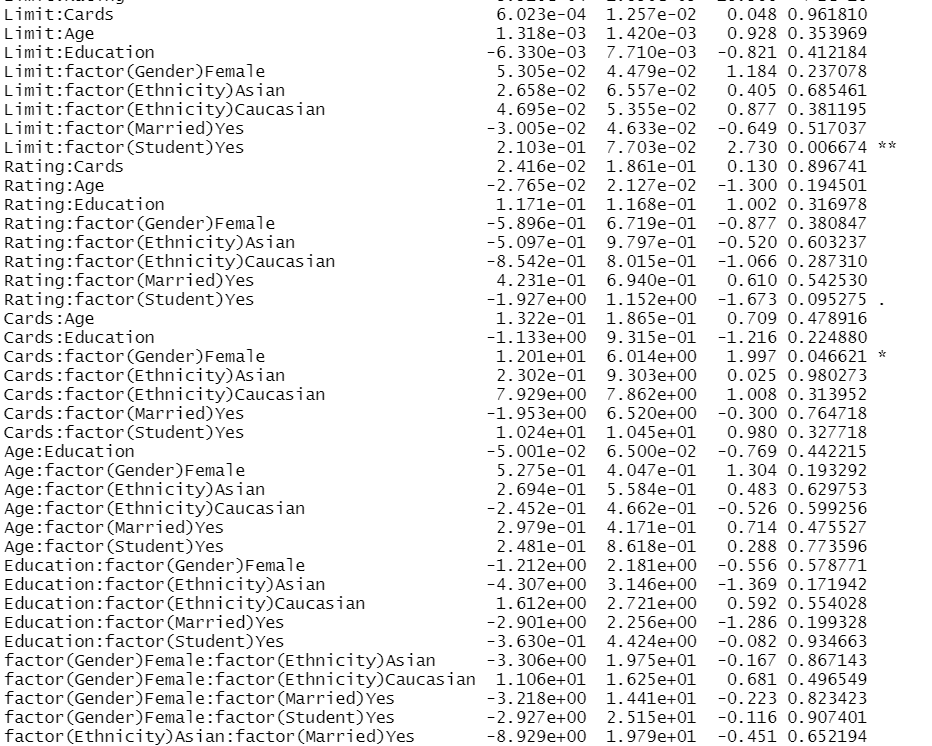 Limit:Cards 6.023e-04 1.257e-02 0.048 0.961810
Limit:Age 1.318e-03 1.420e-03 0.928 0.353969
Limit:Education -6.330e-03 7.710e-03 -0.821 0.412184
Limit:factor(Gender)Female 5.305e-02 4.479e-02 1.184 0.237078
Limit:factor(Ethnicity)Asian 2.658e-02 6.557e-02 0.405 0.685461
Limit:factor(Ethnicity)Caucasian 4.695e-02 5.355e-02 0.877 0.381195
Limit:factor(Married)Yes -3.005e-02 4.633e-02 -0.649 0.517037
Limit:factor(Student)Yes 2.103e-01 7.703e-02 2.730 0.006674 **
Rating:Cards 2.416e-02 1.861e-01 0.130 0.896741
Rating:Age -2.765e-02 2.127e-02 -1.300 0.194501
Rating:Education 1.171e-01 1.168e-01 1.002 0.316978
Rating:factor(Gender)Female -5.896e-01 6.719e-01 -0.877 0.380847
Rating:factor(Ethnicity)Asian -5.097e-01 9.797e-01 -0.520 0.603237
Rating:factor(Ethnicity)Caucasian -8.542e-01 8.015e-01 -1.066 0.287310
Rating:factor(Married)Yes 4.231e-01 6.940e-01 0.610 0.542530
Rating:factor(Student)Yes -1.927e+00 1.152e+00 -1.673 0.095275 .
Cards:Age 1.322e-01 1.865e-01 0.709 0.478916
Cards:Education -1.133e+00 9.315e-01 -1.216 0.224880
Cards:factor(Gender)Female 1.201e+01 6.014e+00 1.997 0.046621 *
Cards:factor(Ethnicity)Asian 2.302e-01 9.303e+00 0.025 0.980273
Cards:factor(Ethnicity)Caucasian 7.929e+00 7.862e+00 1.008 0.313952
Cards:factor(Married)Yes -1.953e+00 6.520e+00 -0.300 0.764718
Cards:factor(Student)Yes 1.024e+01 1.045e+01 0.980 0.327718
Age:Education -5.001e-02 6.500e-02 -0.769 0.442215
Age:factor(Gender)Female 5.275e-01 4.047e-01 1.304 0.193292
Age:factor(Ethnicity)Asian 2.694e-01 5.584e-01 0.483 0.629753
Age:factor(Ethnicity)Caucasian -2.452e-01 4.662e-01 -0.526 0.599256
Age:factor(Married)Yes 2.979e-01 4.171e-01 0.714 0.475527
Age:factor(Student)Yes 2.481e-01 8.618e-01 0.288 0.773596
Education:factor(Gender)Female -1.212e+00 2.181e+00 -0.556 0.578771
Education:factor(Ethnicity)Asian -4.307e+00 3.146e+00 -1.369 0.171942
Education:factor(Ethnicity)Caucasian 1.612e+00 2.721e+00 0.592 0.554028
Education:factor(Married)Yes -2.901e+00 2.256e+00 -1.286 0.199328
Education:factor(Student)Yes -3.630e-01 4.424e+00 -0.082 0.934663
factor(Gender)Female:factor(Ethnicity)Asian -3.306e+00 1.975e+01 -0.167 0.867143
factor(Gender)Female:factor(Ethnicity)Caucasian 1.106e+01 1.625e+01 0.681 0.496549
factor(Gender)Female:factor(Married)Yes -3.218e+00 1.441e+01 -0.223 0.823423
factor(Gender)Female:factor(Student)Yes -2.927e+00 2.515e+01 -0.116 0.907401
factor(Ethnicity)Asian:factor(Married)Yes -8.929e+00 1.979e+01 -0.451 0.652194